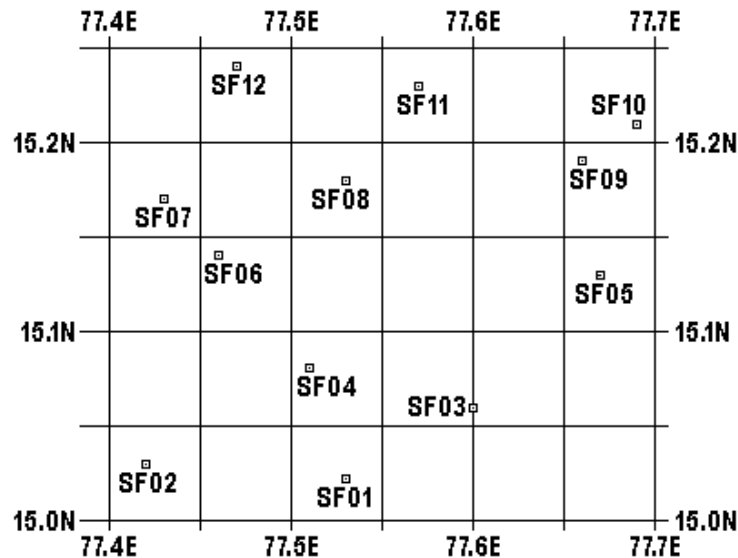 77.4E 77.5E 77.6E 77.7E
SF12
SF11
SF10
15.2N 15.2N
SF09
SF08
SF07
SF06
SF05
15.1N 15.1N
SF04
SF03
SF02
SF01
15.0N 15.0N
77.4E 77.5E 77.6E 77.7E